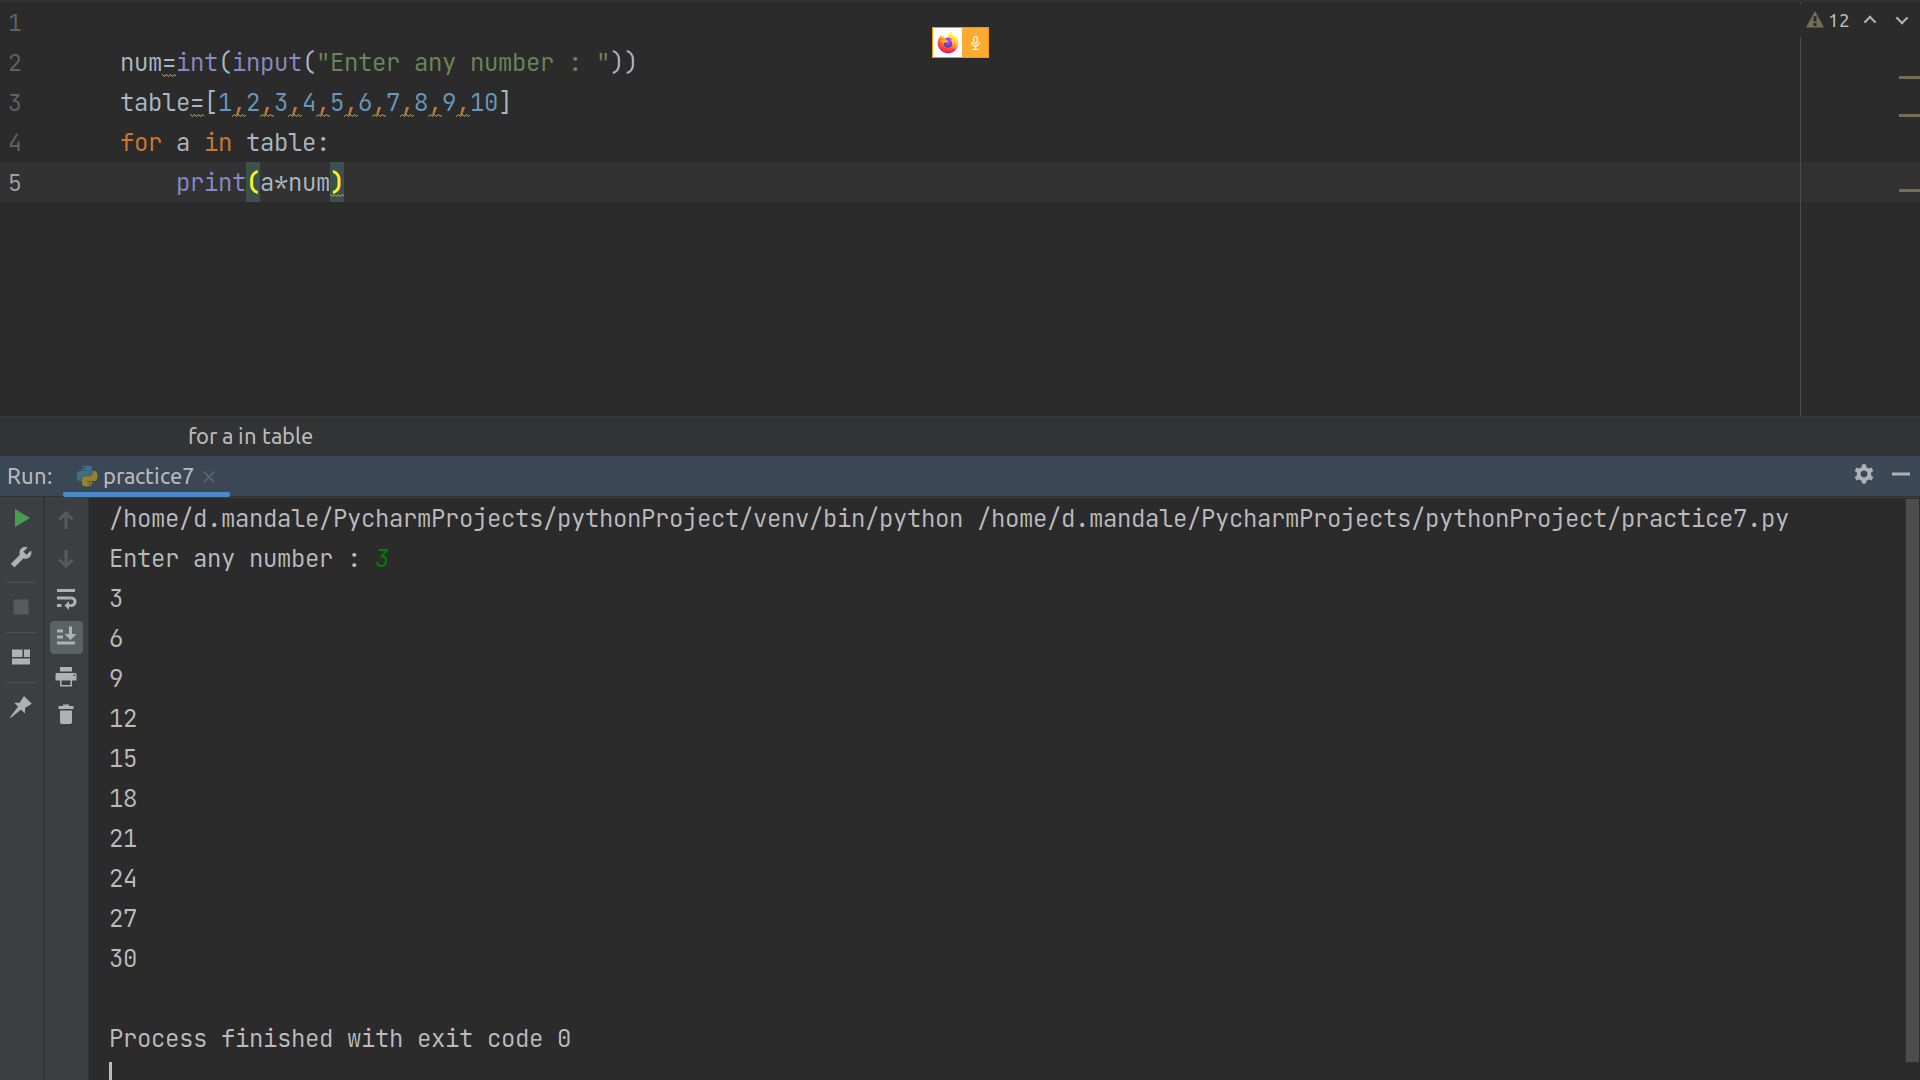 12
1
2 num=int(input("Enter any number : "))
3 table=[1,2,3,4,5,6,7,8,9,10]
4 for a in table:
5 print(a*num)
for a in table
Run: practice7
/home/d.mandale/PycharmProjects/pythonProject/venv/bin/python /home/d.mandale/PycharmProjects/pythonProject/practice7.py
Enter any number : 3
3
6
9
12
15
18
21
24
27
30
Process finished with exit code 0